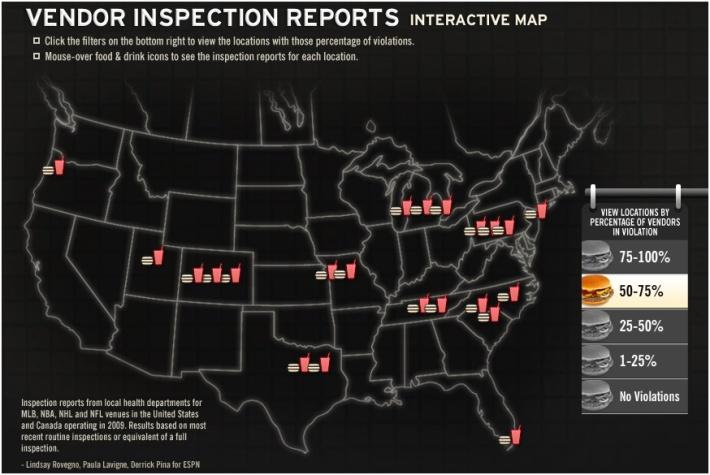 VENDOR INSPECTION REPORTS INTERACTIVE MAP
Click the filters on the bottom right to view the locations with those percentage of violations.
Mouse-over food & drink icons to see the inspection reports for each location.
VIEW LOCATIONS BY
PERCENTAGE OF VENDORS
IN VIOLATION
75-100%
50-75%
25-50%
1-25%
No Violations
Inspection reports from local health departments for
MLB, NBA, NHL and NFL venues in the United States
and Canada operating in 2009. Results based on most
recent routine inspections or equivalent of a full
inspection.
- Lindsay Rovegno, Paula Lavigne, Derrick Pina for ESPN